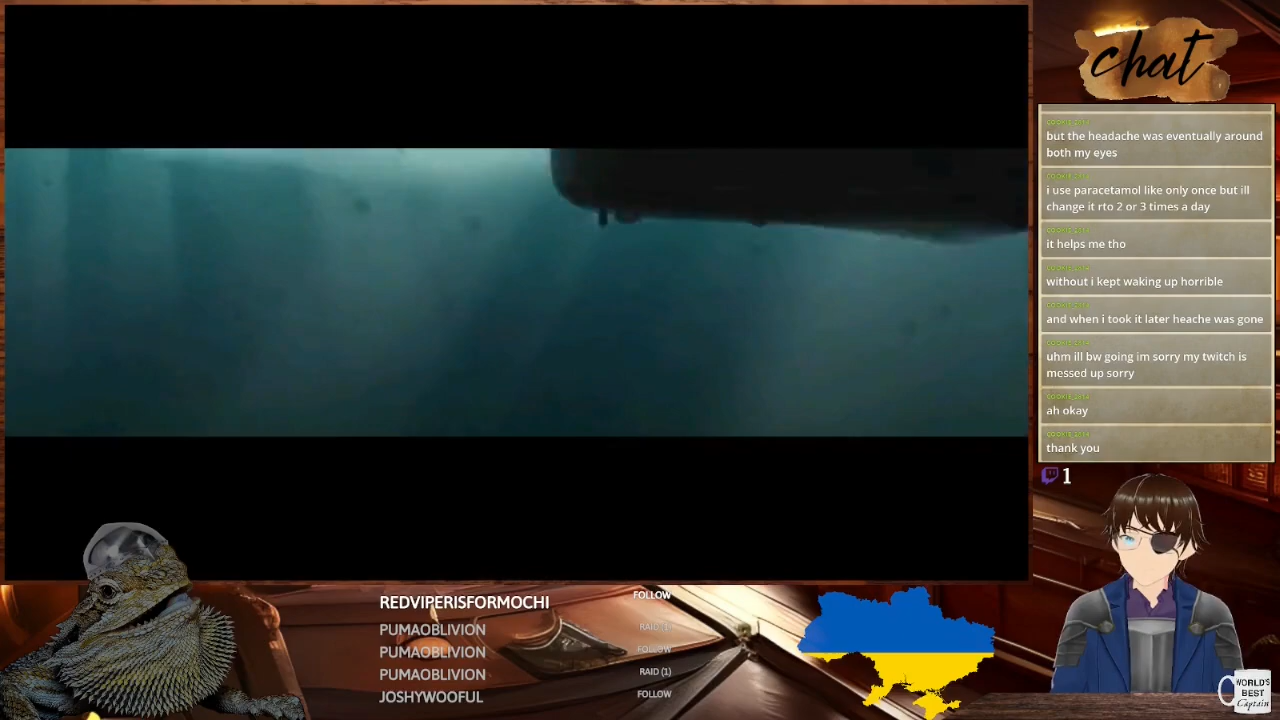 chat
but the headache was eventually around
both my eyes
i use paracetamol like only once but ill
change it rto 2 or 3 times a day
it helps me tho
without i kept waking up horrible
and when i took it later heache was gone
uhm ill bw going im sorry my twitch is
messed up sorry
ah okay
thank you
1
REDVIPERISFORMOCHI FOLLOW
PUMAOBLIVION RAID (1)
PUMAOBLIVION FOLLOW
PUMAOBLIVION RAID (1)
JOSHYWOOFUL FOLLOW
WORLD'S
BEST
Captain